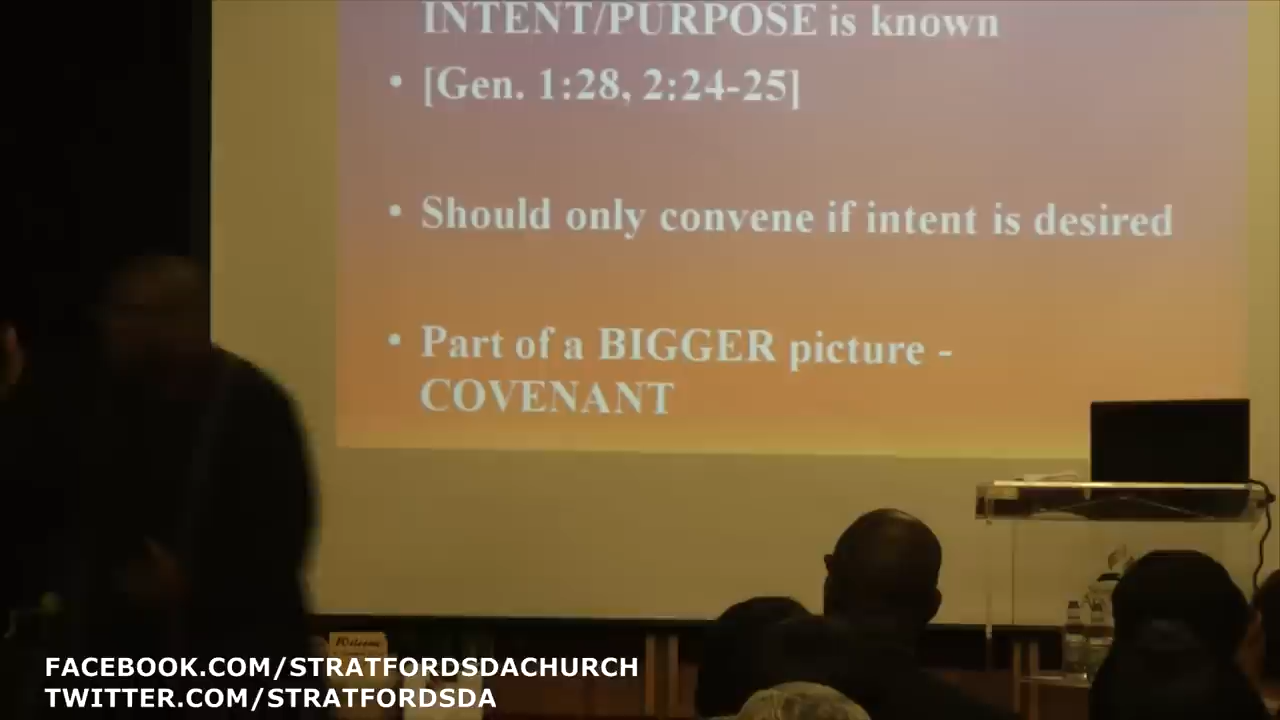 INTENT/PURPOSE is known
• [Gen. 1:28, 2:24-25]
• Should only convene if intent is desired
• Part of a BIGGER picture -
COVENANT
Welcome
FACEBOOK.COM/STRATFORDSDACHURCH
TWITTER.COM/STRATFORDSDA